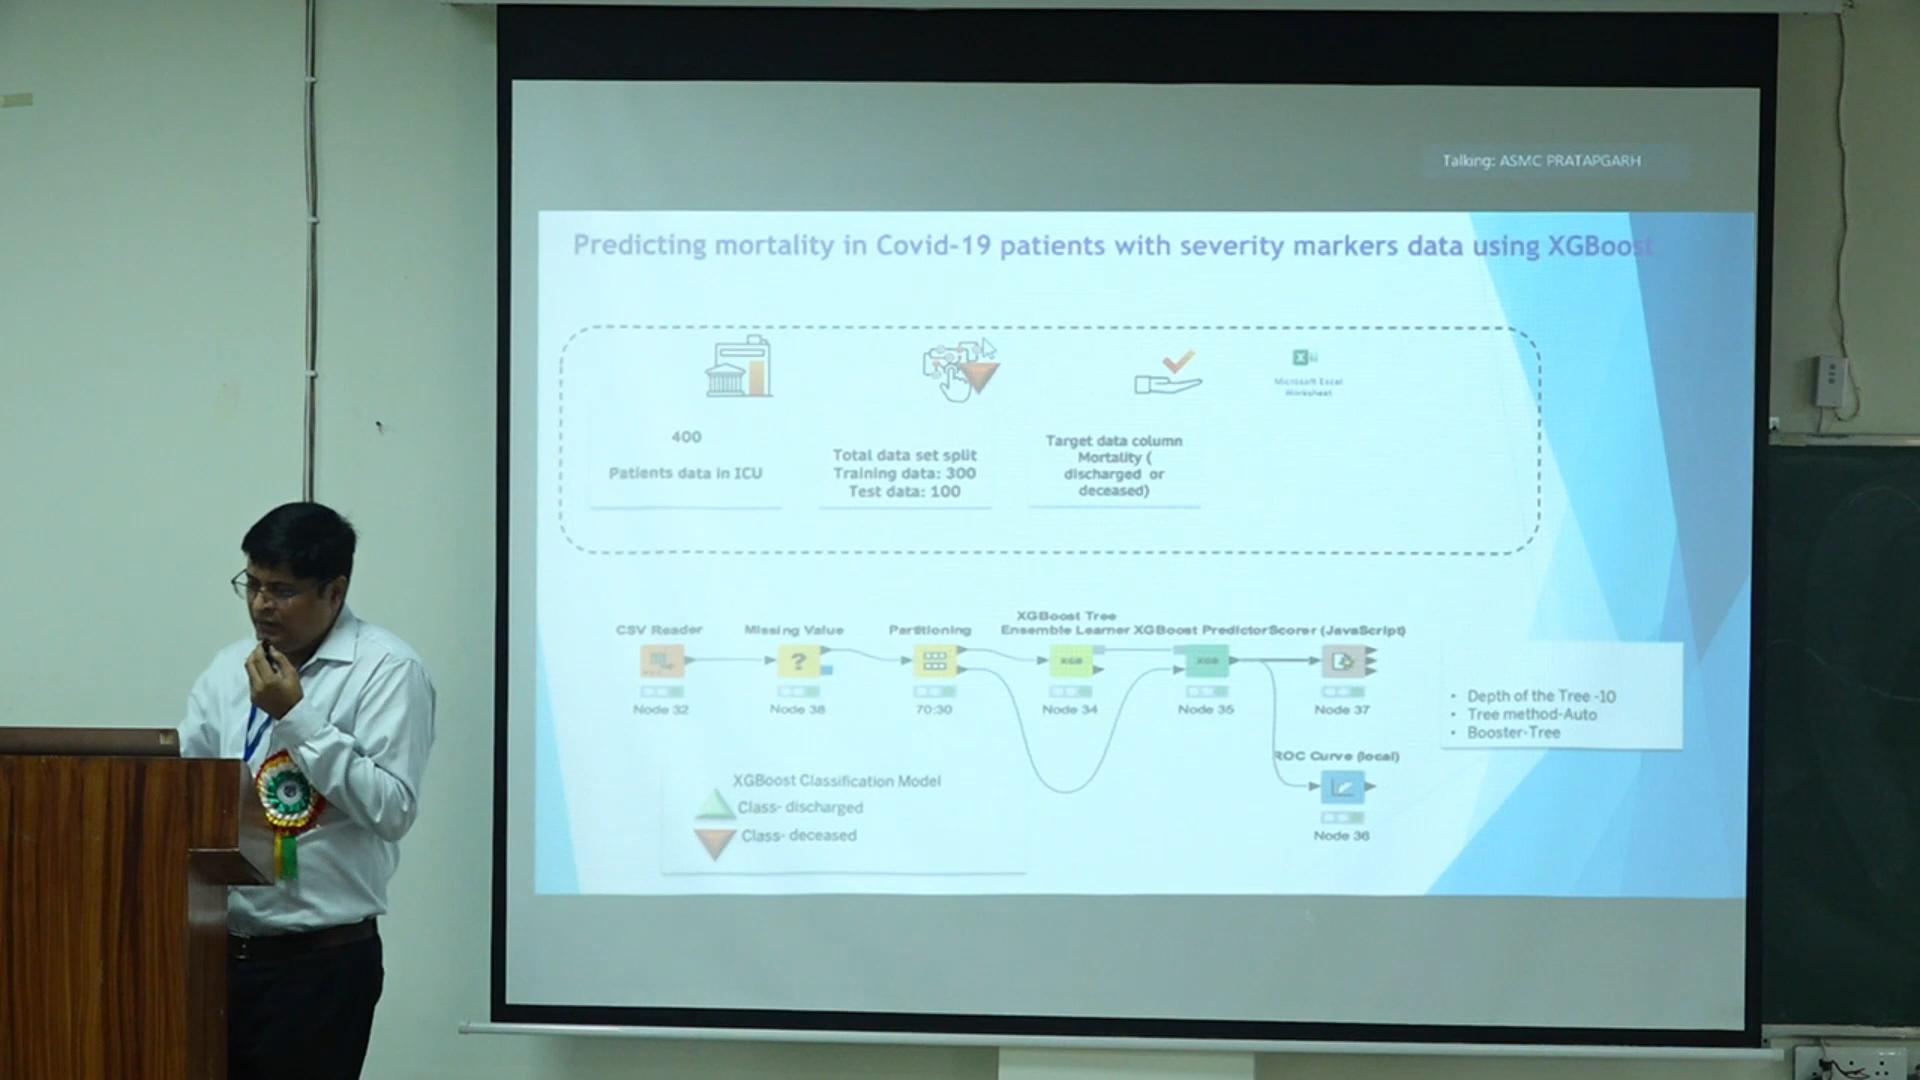 Talking: ASMC PRATAPGARH
Predicting mortality in Covid-19 patients with severity markers data using XGBoost
Microsoft Excel
Worksheet
400
Patients data in ICU
Total data set split
Training data: 300
Test data: 100
Target data column
Mortality (
discharged or
deceased)
CSV Reader
Node 32
Missing Value
?
Node 38
Partitioning
70:30
XGBoost Tree
Ensemble Learner
XGB
Node 34
XGBoost Predictor
XGB
Node 35
Scorer (JavaScript)
Node 37
ROC Curve (local)
Node 36
• Depth of the Tree -10
• Tree method-Auto
• Booster-Tree
XGBoost Classification Model
Class- discharged
Class- deceased